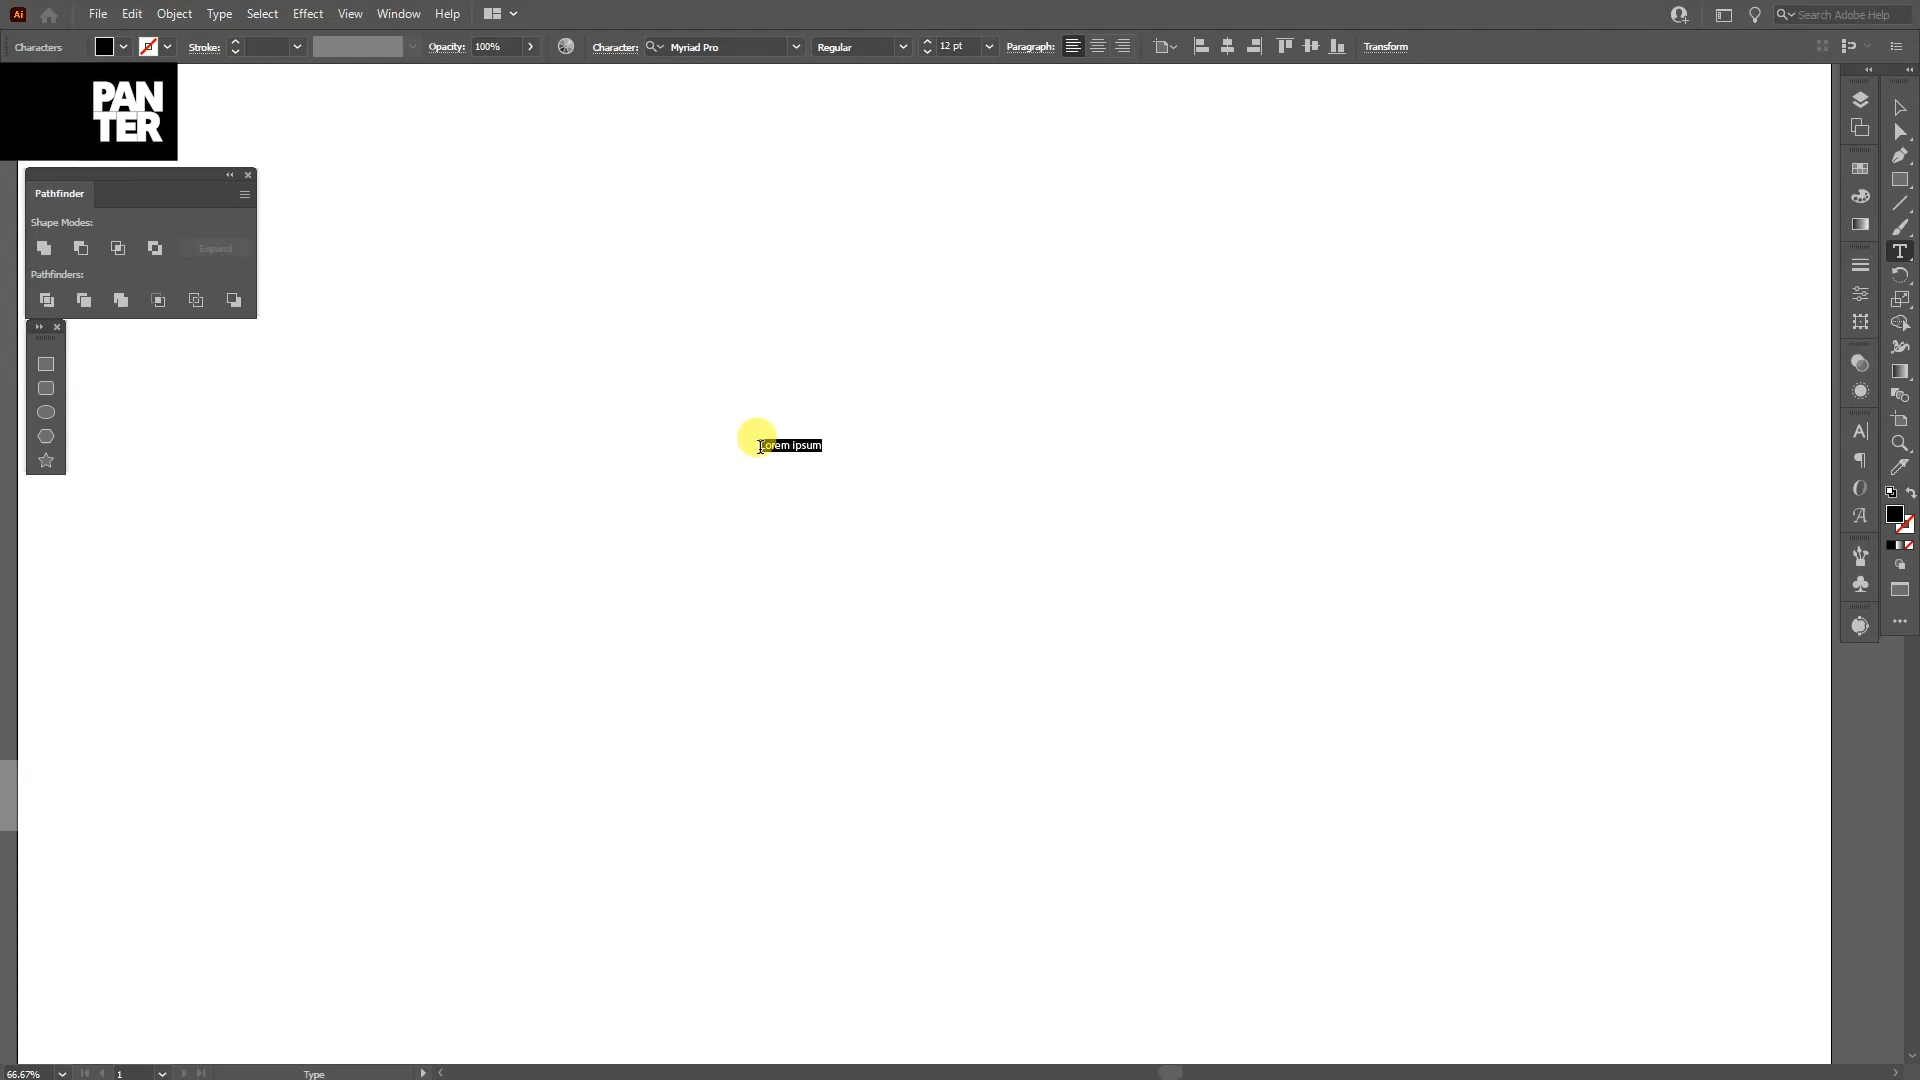 Ai File Edit Object Type Select Effect View Window Help Search Adobe Help
Characters Stroke: Opacity: 100% Character: Myriad Pro Regular 12 pt Paragraph: Transform
PAN
TER
Pathfinder
Shape Modes:
Expand
Pathfinders:
Lorem ipsum
66.67% 1 Type